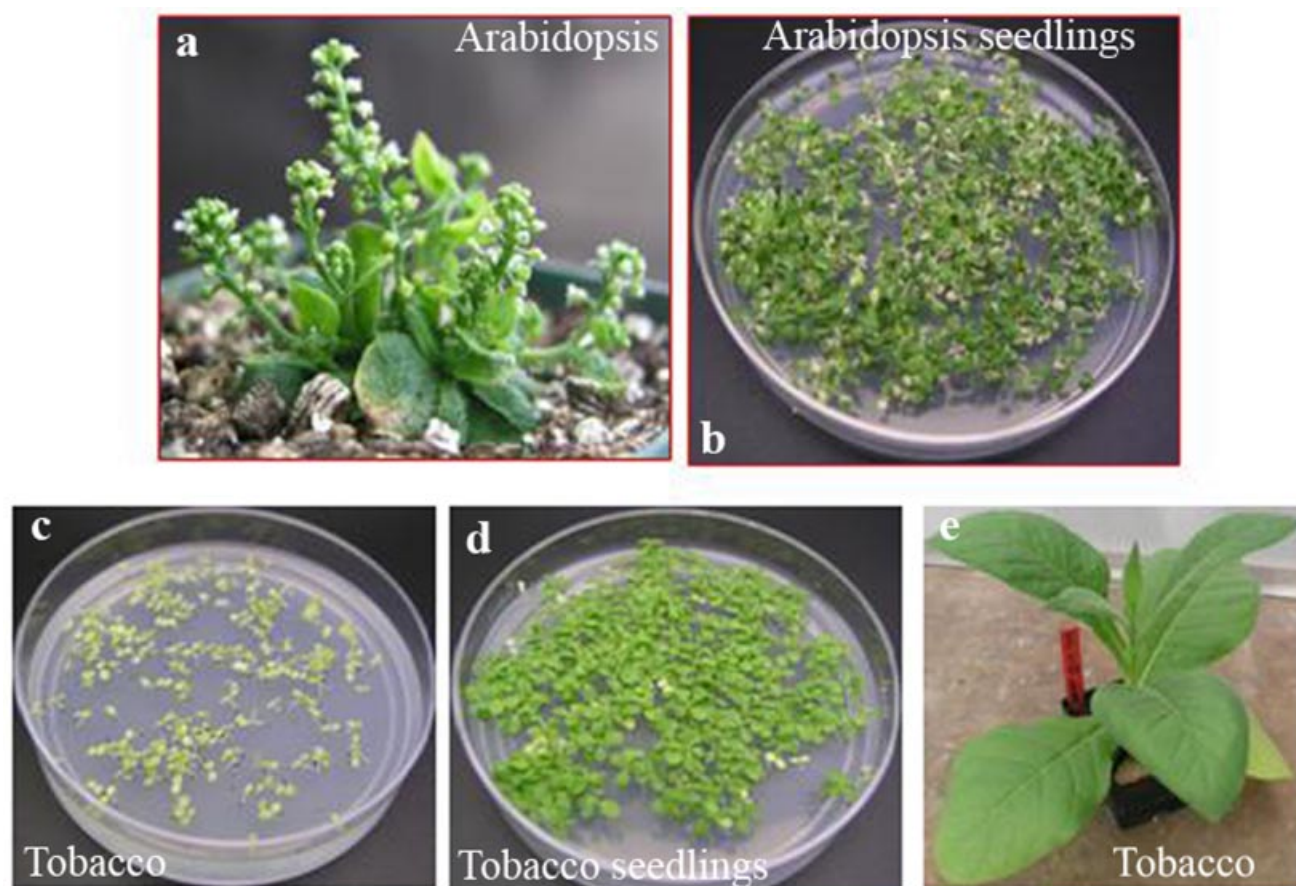 a
Arabidopsis
Arabidopsis seedlings
b
c
Tobacco
d
Tobacco seedlings
e
Tobacco